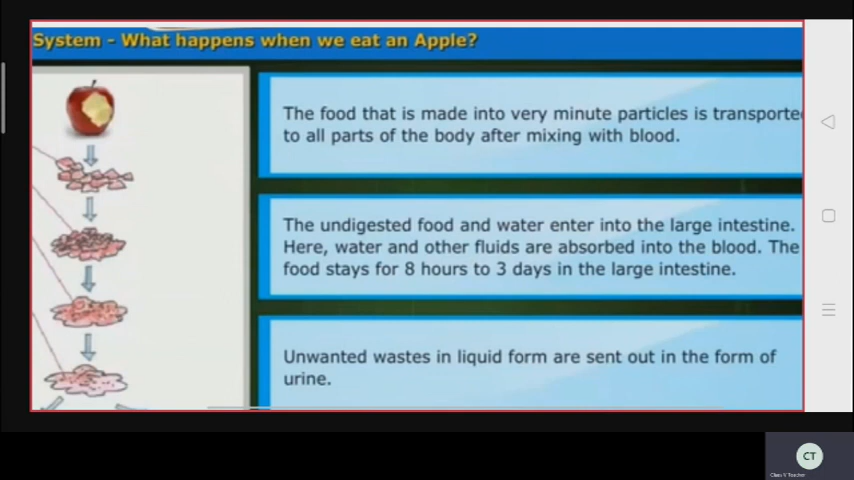 System - What happens when we eat an Apple?
The food that is made into very minute particles is transporte
to all parts of the body after mixing with blood.
The undigested food and water enter into the large intestine.
Here, water and other fluids are absorbed into the blood. The
food stays for 8 hours to 3 days in the large intestine.
Unwanted wastes in liquid form are sent out in the form of
urine.
CT
Class V Teacher